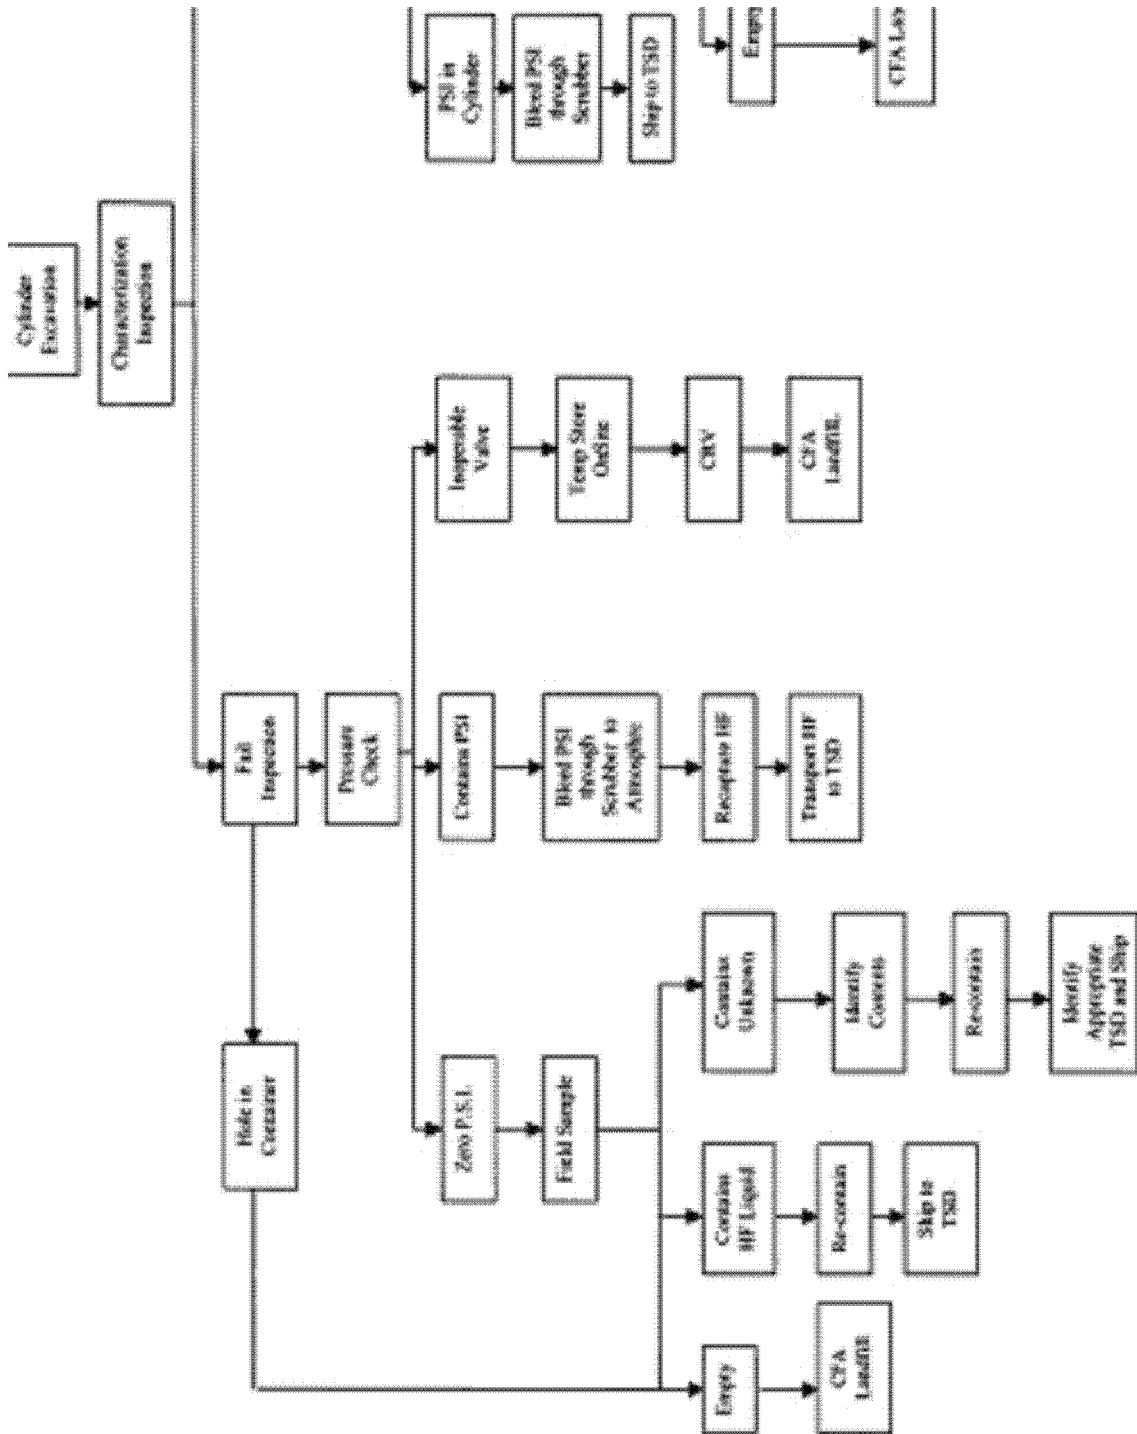 Cylinder
Excavation
Characterization
Inspection
Fail
Inspection
Hole in
Container
Pressure
Check
Zero P.S.I.
Field Sample
Empty
CFA
Landfill
Contains
HF Liquid
Re-contain
Ship to
TSD
Contains
Unknown
Identify
Contents
Re-contain
Identify
Appropriate
TSD and Ship
Contains PSI
Bleed PSI
through
Scrubber to
Atmosphere
Recapture HF
Transport HF
to TSD
Inoperable
Valve
Temp Store
OnSite
CRV
CFA
Landfill
PSI in
Cylinder
Bleed PSI
through
Scrubber
Ship to TSD
Emp
CFA